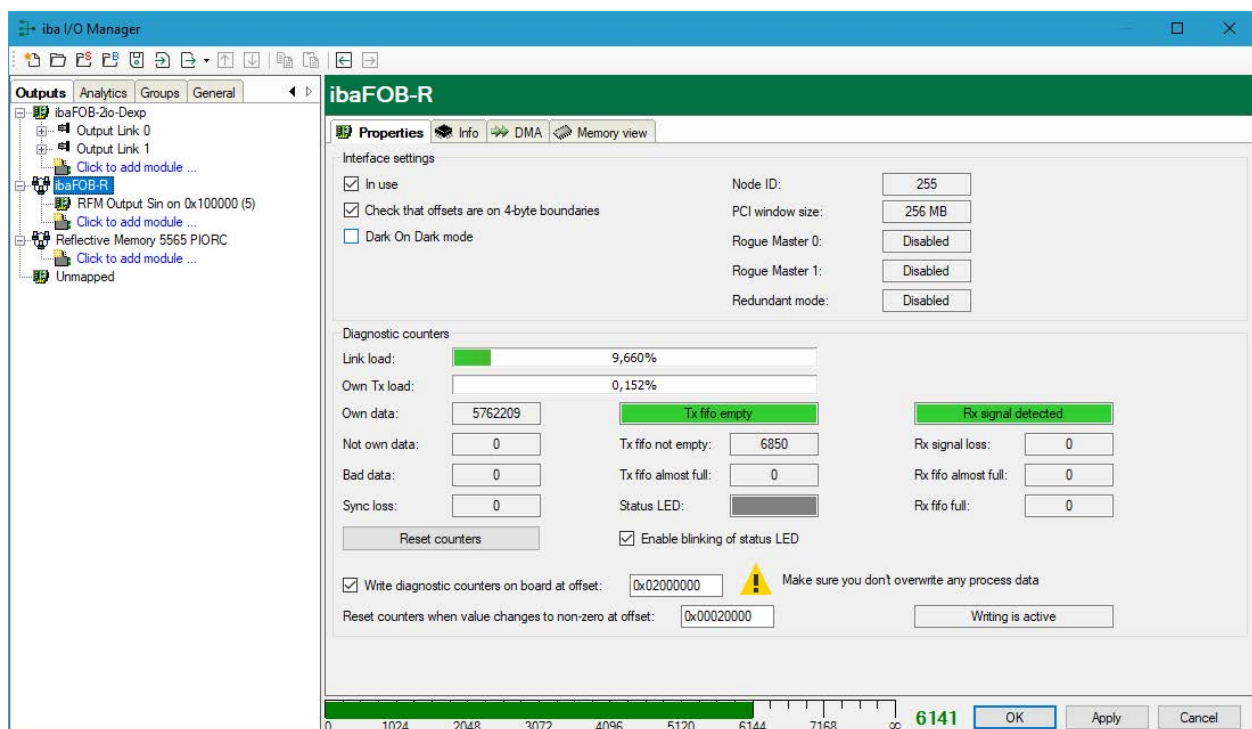 iba I/O Manager
Outputs Analytics Groups General
ibaFOB-2io-Dexp
Output Link 0
Output Link 1
Click to add module ...
ibaFOB-R
RFM Output Sin on 0x100000 (5)
Click to add module ...
Reflective Memory 5565 PIORC
Click to add module ...
Unmapped
ibaFOB-R
Properties Info DMA Memory view
Interface settings
In use
Check that offsets are on 4-byte boundaries
Dark On Dark mode
Node ID: 255
PCI window size: 256 MB
Rogue Master 0: Disabled
Rogue Master 1: Disabled
Redundant mode: Disabled
Diagnostic counters
Link load: 9,660%
Own Tx load: 0,152%
Own data: 5762209 Tx fifo empty Rx signal detected
Not own data: 0 Tx fifo not empty: 6850 Rx signal loss: 0
Bad data: 0 Tx fifo almost full: 0 Rx fifo almost full: 0
Sync loss: 0 Status LED: Rx fifo full: 0
Reset counters Enable blinking of status LED
Write diagnostic counters on board at offset: 0x02000000 Make sure you don't overwrite any process data
Reset counters when value changes to non-zero at offset: 0x00020000 Writing is active
0 1024 2048 3072 4096 5120 6144 7168 ∞ 6141 OK Apply Cancel